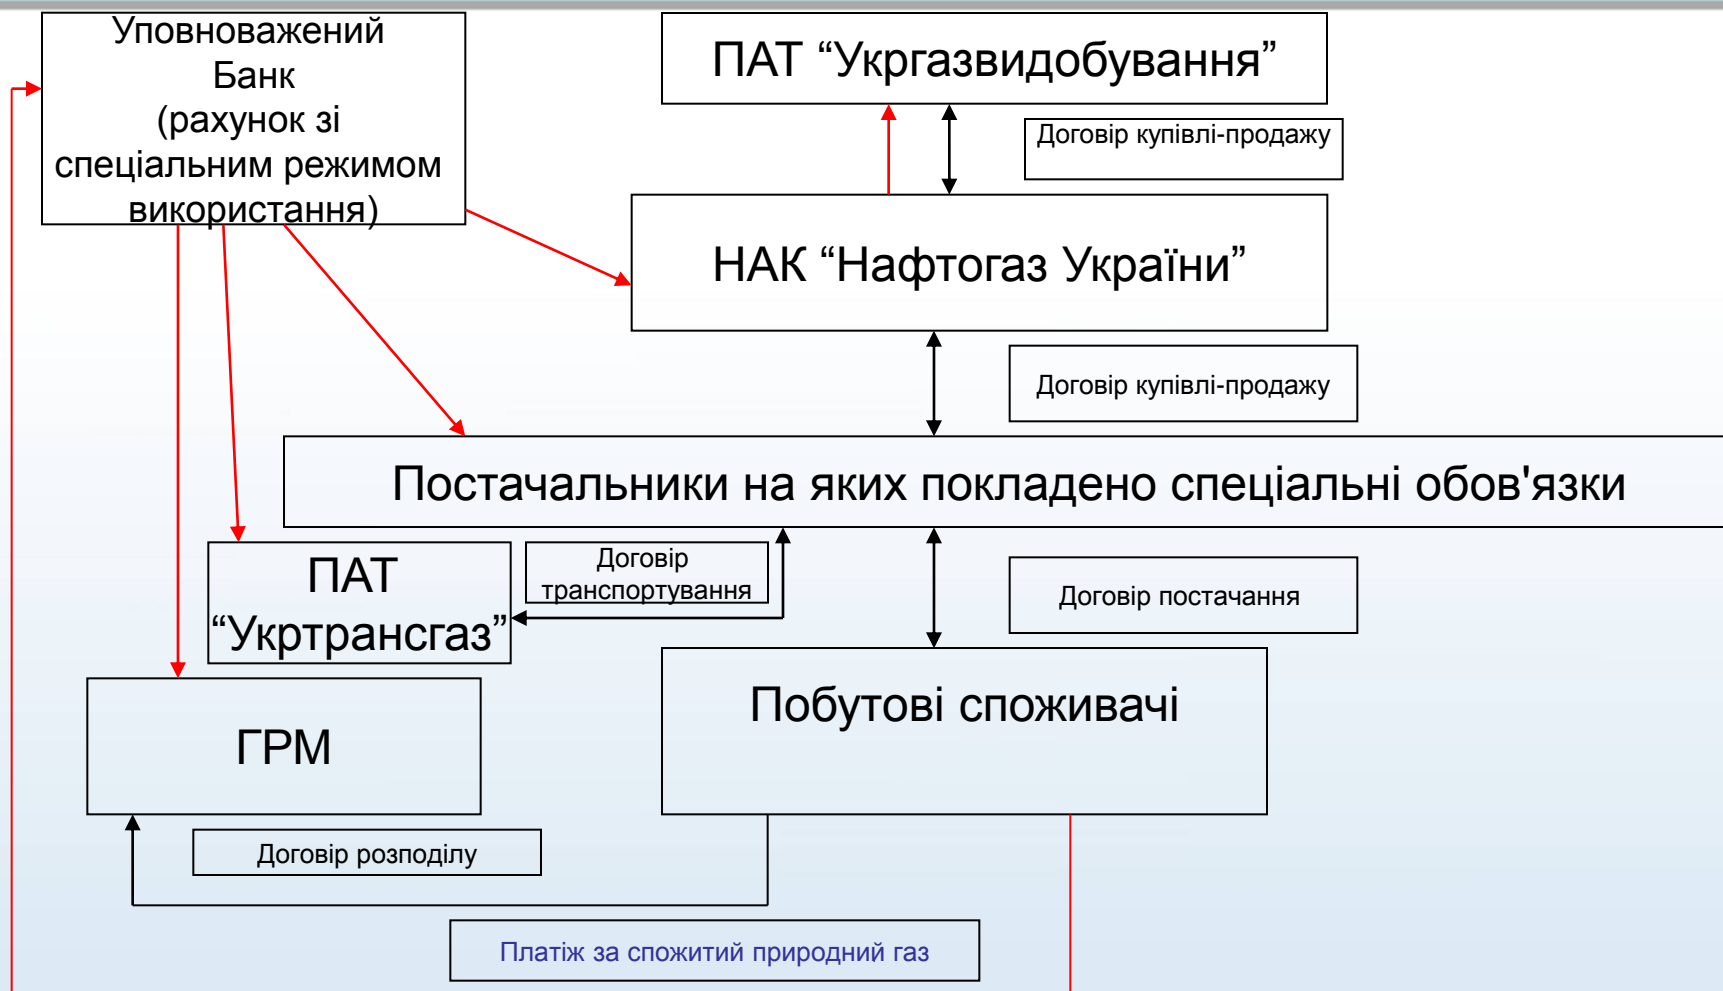 Уповноважений
Банк
(рахунок зі
спеціальним режимом
використання)
ПАТ “Укргазвидобування”
Договір купівлі-продажу
НАК “Нафтогаз України”
Договір купівлі-продажу
Постачальники на яких покладено спеціальні обов'язки
ПАТ
“Укртрансгаз”
Договір
транспортування
Договір постачання
ГРМ
Побутові споживачі
Договір розподілу
Платіж за спожитий природний газ